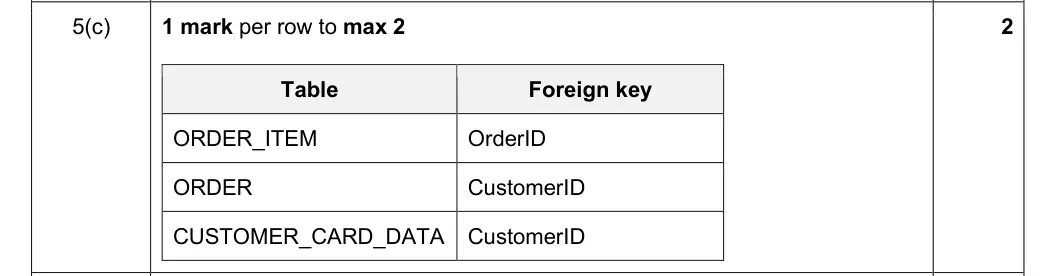 5(c) 1 mark per row to max 2 2
Table Foreign key
ORDER_ITEM OrderID
ORDER CustomerID
CUSTOMER_CARD_DATA CustomerID